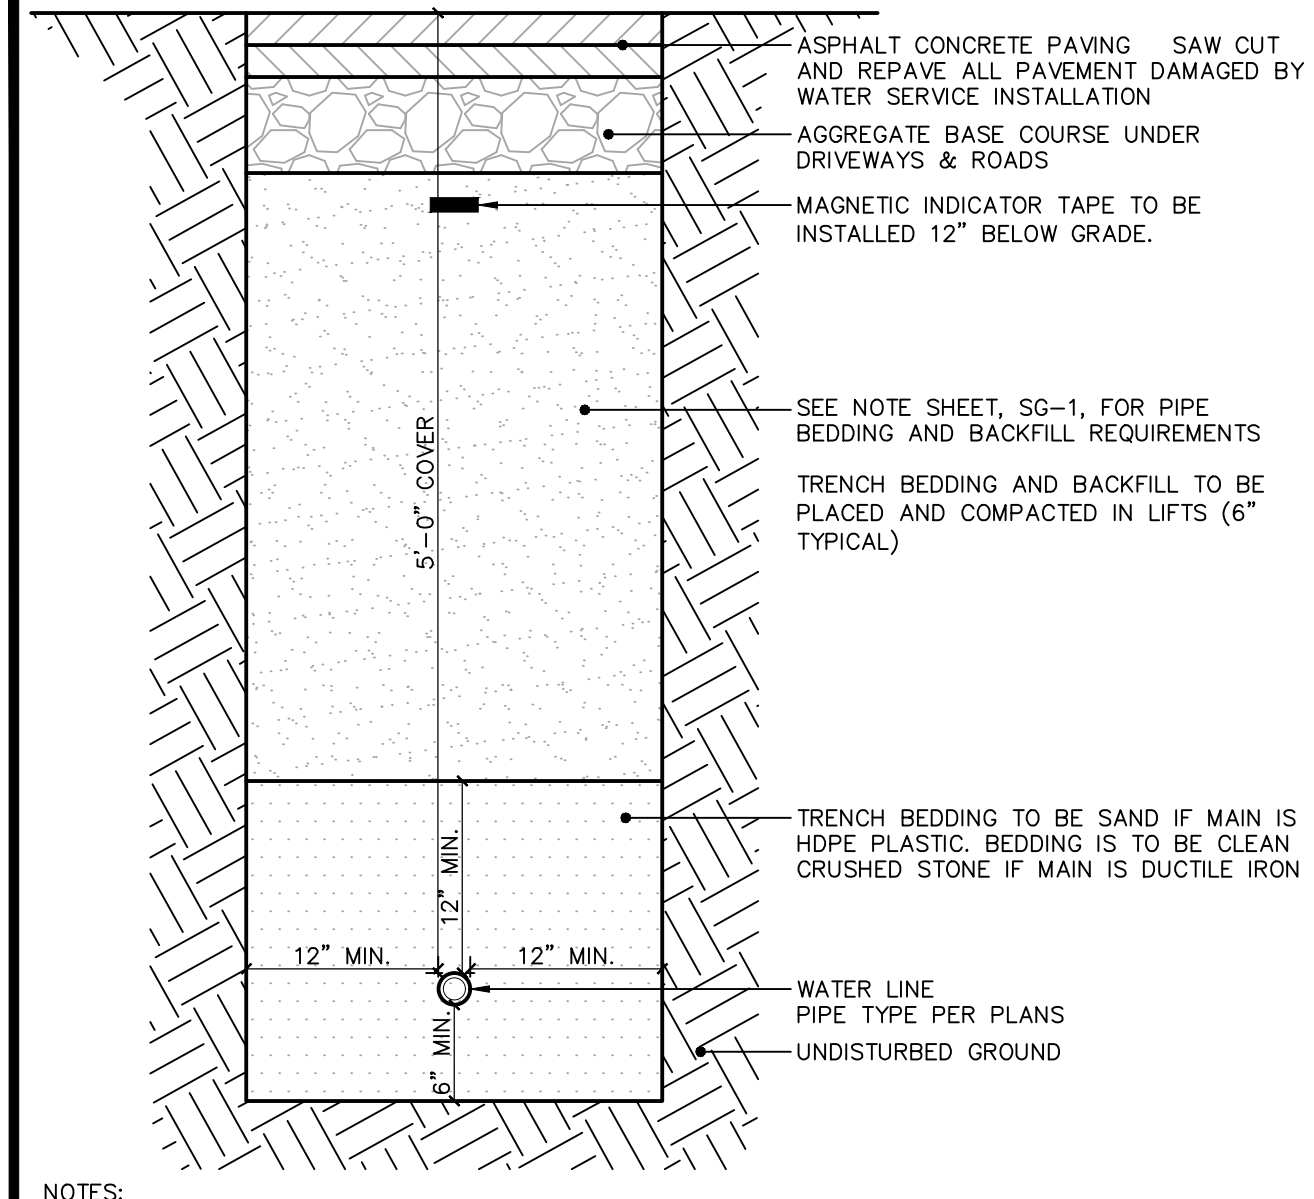 ASPHALT CONCRETE PAVING   SAW CUT
AND REPAVE ALL PAVEMENT DAMAGED BY
WATER SERVICE INSTALLATION
AGGREGATE BASE COURSE UNDER
DRIVEWAYS & ROADS
MAGNETIC INDICATOR TAPE TO BE
INSTALLED 12" BELOW GRADE.
SEE NOTE SHEET, SG-1, FOR PIPE
BEDDING AND BACKFILL REQUIREMENTS
TRENCH BEDDING AND BACKFILL TO BE
PLACED AND COMPACTED IN LIFTS (6"
TYPICAL)
5'-0" COVER
TRENCH BEDDING TO BE SAND IF MAIN IS
HDPE PLASTIC. BEDDING IS TO BE CLEAN
CRUSHED STONE IF MAIN IS DUCTILE IRON
12" MIN.
12" MIN.
12" MIN.
WATER LINE
PIPE TYPE PER PLANS
6" MIN.
UNDISTURBED GROUND
NOTES: